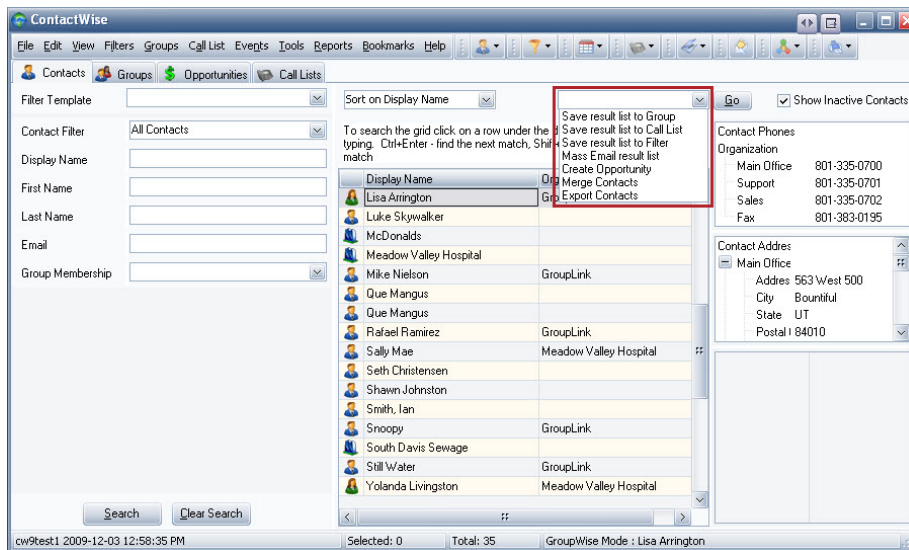 ContactWise
File Edit View Filters Groups Call List Events Tools Reports Bookmarks Help
Contacts Groups Opportunities Call Lists
Filter Template
Sort on Display Name
Go
Show Inactive Contacts
Contact Filter
All Contacts
Display Name
First Name
Last Name
Email
Group Membership
Search
Clear Search
To search the grid click on a row under the d
typing. Ctrl+Enter - find the next match, Shif
match
Save result list to Group
Save result list to Call List
Save result list to Filter
Mass Email result list
Create Opportunity
Merge Contacts
Export Contacts
Display Name
Lisa Arrington
Luke Skywalker
McDonalds
Meadow Valley Hospital
Mike Nielson GroupLink
Que Mangus
Que Mangus
Rafael Ramirez GroupLink
Sally Mae Meadow Valley Hospital
Seth Christensen
Shawn Johnston
Smith, Ian
Snoopy GroupLink
South Davis Sewage
Still Water GroupLink
Yolanda Livingston Meadow Valley Hospital
Contact Phones
Organization
Main Office 801-335-0700
Support 801-335-0701
Sales 801-335-0702
Fax 801-383-0195
Contact Addres
Main Office
Addres 563 West 500
City Bountiful
State UT
Postal 84010
cw9test1 2009-12-03 12:58:35 PM
Selected: 0
Total: 35
GroupWise Mode : Lisa Arrington